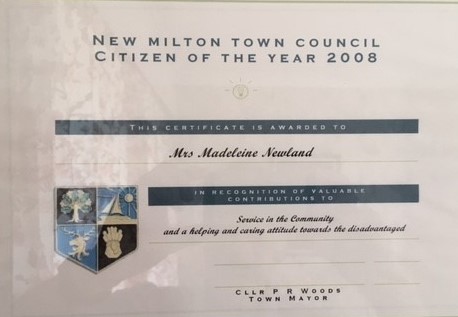 NEW MILTON TOWN COUNCIL
CITIZEN OF THE YEAR 2008
THIS CERTIFICATE IS AWARDED TO
Mrs Madeleine Newland
IN RECOGNITION OF VALUABLE
CONTRIBUTIONS TO
Service in the Community
and a helping and caring attitude towards the disadvantaged
CLLR P R WOODS
TOWN MAYOR